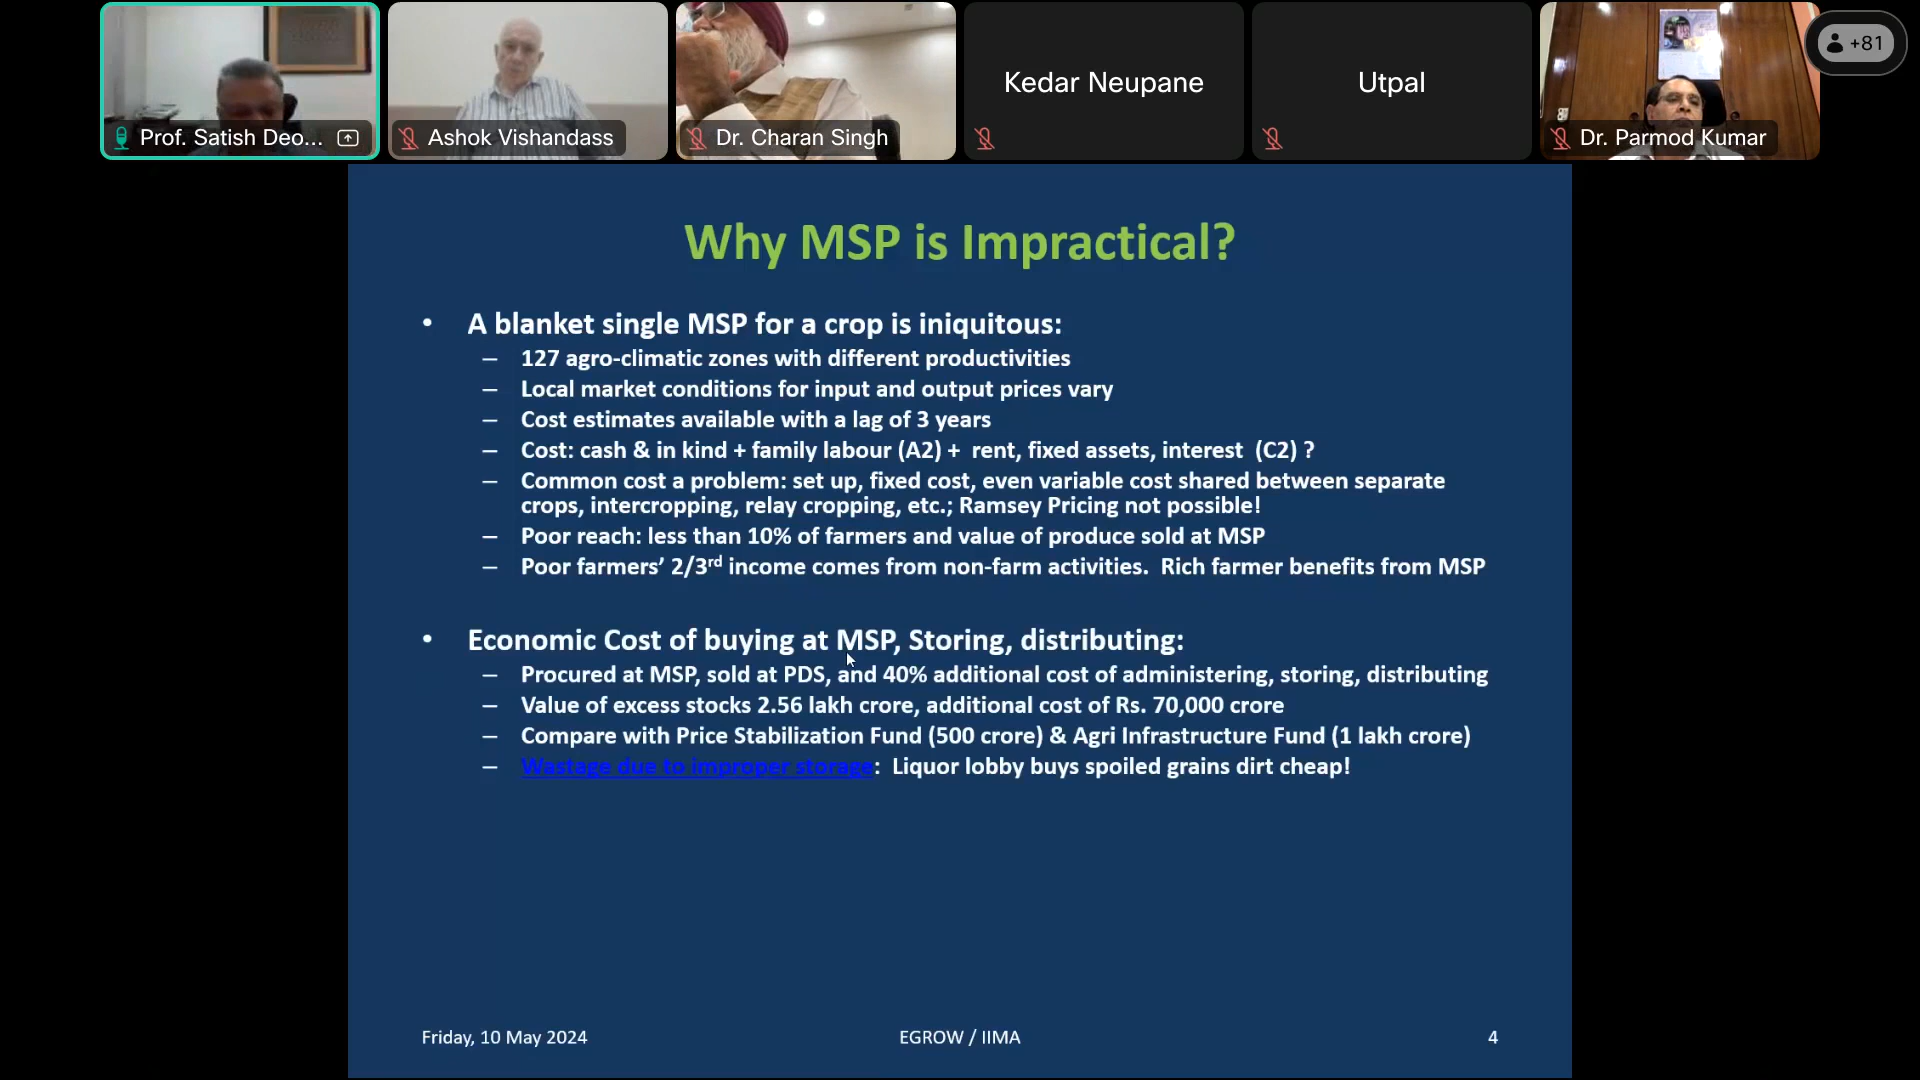 Prof. Satish Deo...
Ashok Vishandass
Dr. Charan Singh
Kedar Neupane
Utpal
Dr. Parmod Kumar
+81
Why MSP is Impractical?
• A blanket single MSP for a crop is iniquitous:
– 127 agro-climatic zones with different productivities
– Local market conditions for input and output prices vary
– Cost estimates available with a lag of 3 years
– Cost: cash & in kind + family labour (A2) + rent, fixed assets, interest (C2) ?
– Common cost a problem: set up, fixed cost, even variable cost shared between separate
crops, intercropping, relay cropping, etc.; Ramsey Pricing not possible!
– Poor reach: less than 10% of farmers and value of produce sold at MSP
– Poor farmers’ 2/3rd income comes from non-farm activities. Rich farmer benefits from MSP
• Economic Cost of buying at MSP, Storing, distributing:
– Procured at MSP, sold at PDS, and 40% additional cost of administering, storing, distributing
– Value of excess stocks 2.56 lakh crore, additional cost of Rs. 70,000 crore
– Compare with Price Stabilization Fund (500 crore) & Agri Infrastructure Fund (1 lakh crore)
– Wastage due to improper storage: Liquor lobby buys spoiled grains dirt cheap!
Friday, 10 May 2024
EGROW / IIMA
4